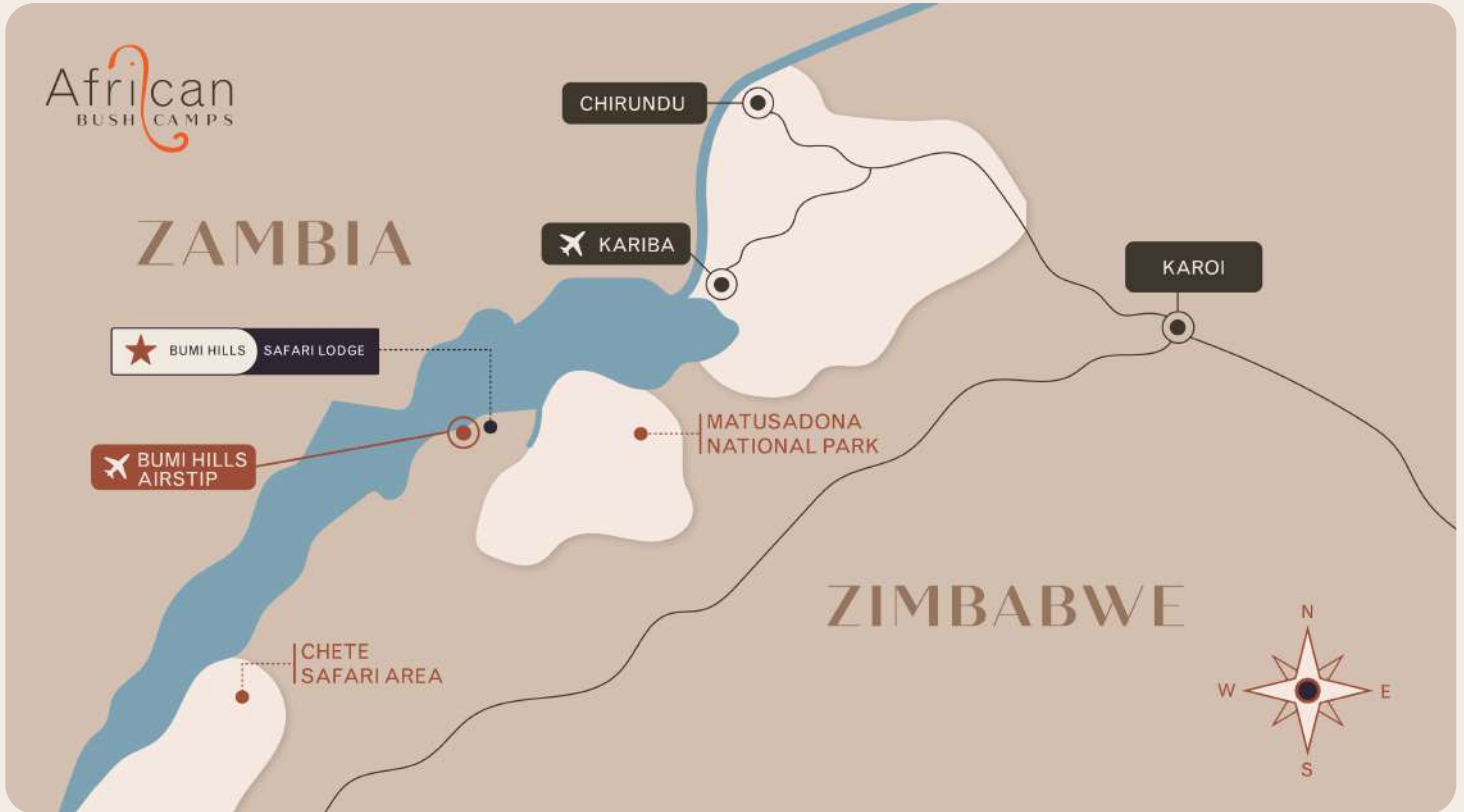 African
BUSH CAMPS
CHIRUNDU
ZAMBIA
KARIBA
KAROI
BUMI HILLS SAFARI LODGE
MATUSADONA
NATIONAL PARK
BUMI HILLS
AIRSTIP
ZIMBABWE
CHETE
SAFARI AREA
N
W E
S